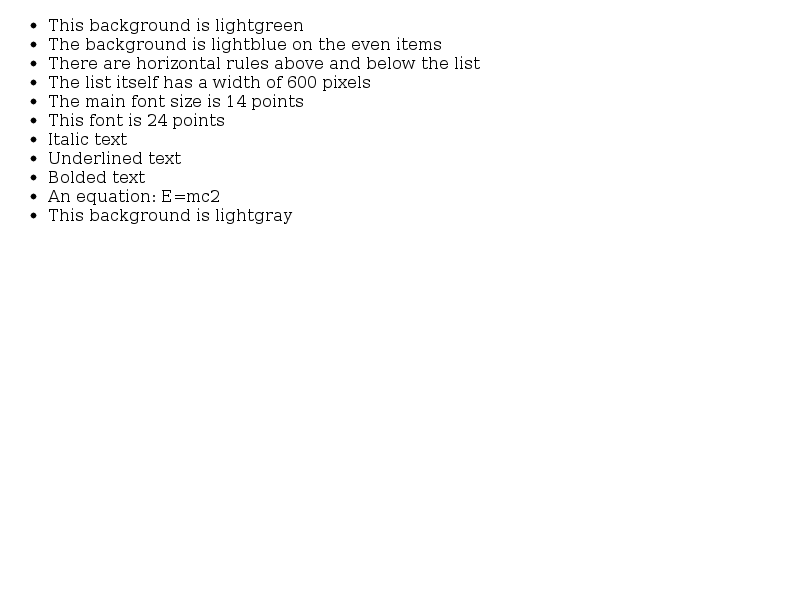 This background is lightgreen
The background is lightblue on the even items
There are horizontal rules above and below the list
The list itself has a width of 600 pixels
The main font size is 14 points
This font is 24 points
Italic text
Underlined text
Bolded text
An equation: E=mc2
This background is lightgray